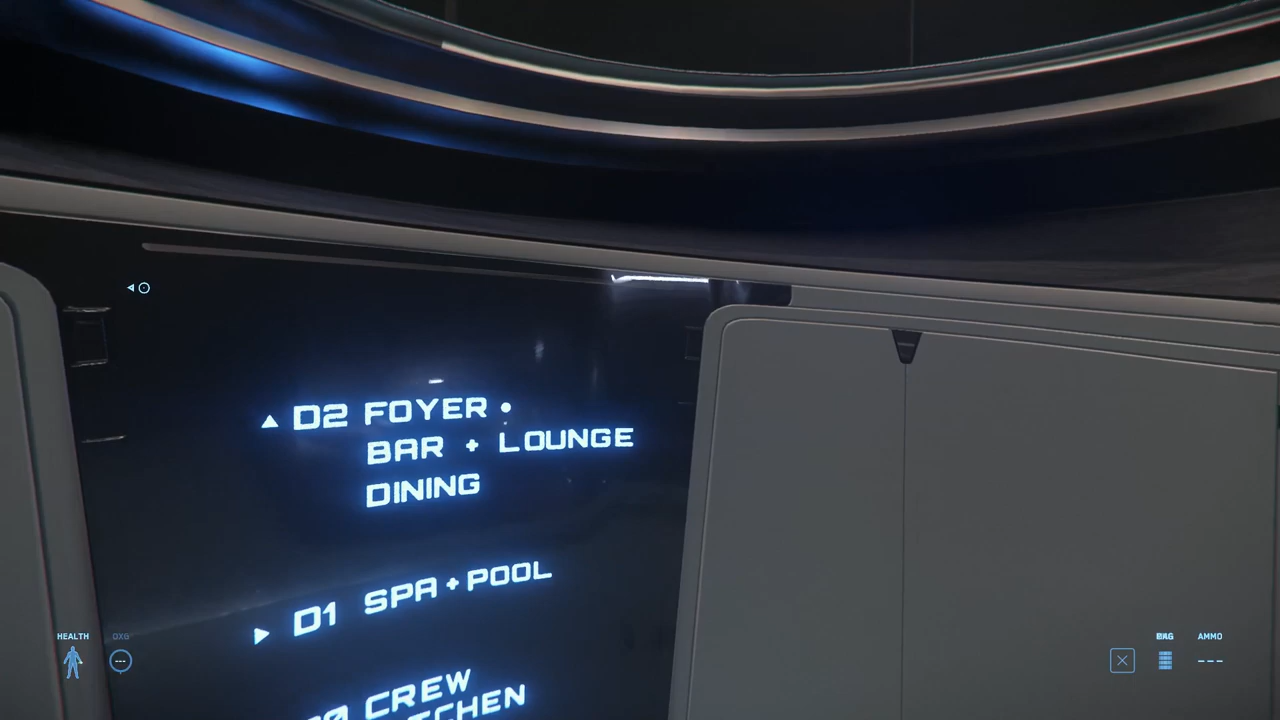 D2 FOYER •
BAR + LOUNGE
DINING
D1 SPA + POOL
CREW
HEALTH
OXG
---
BAG
AMMO
---